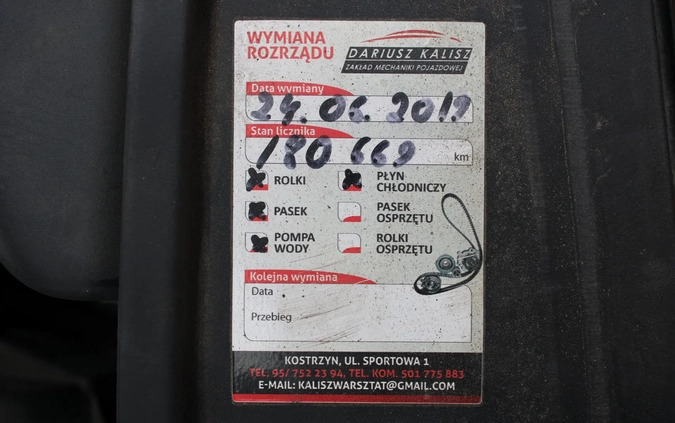 WYMIANA
ROZRZĄDU
DARIUSZ KALISZ
ZAKŁAD MECHANIKI POJAZDOWEJ
Data wymiany
24.06.2019
Stan licznika
180 669 km
ROLKI
PŁYN
CHŁODNICZY
PASEK
PASEK
OSPRZĘTU
POMPA
WODY
ROLKI
OSPRZĘTU
Kolejna wymiana
Data
Przebieg
KOSTRZYN, UL. SPORTOWA 1
TEL. 95/ 752 23 94, TEL. KOM. 501 775 883
E-MAIL: KALISZWARSZTAT@GMAIL.COM